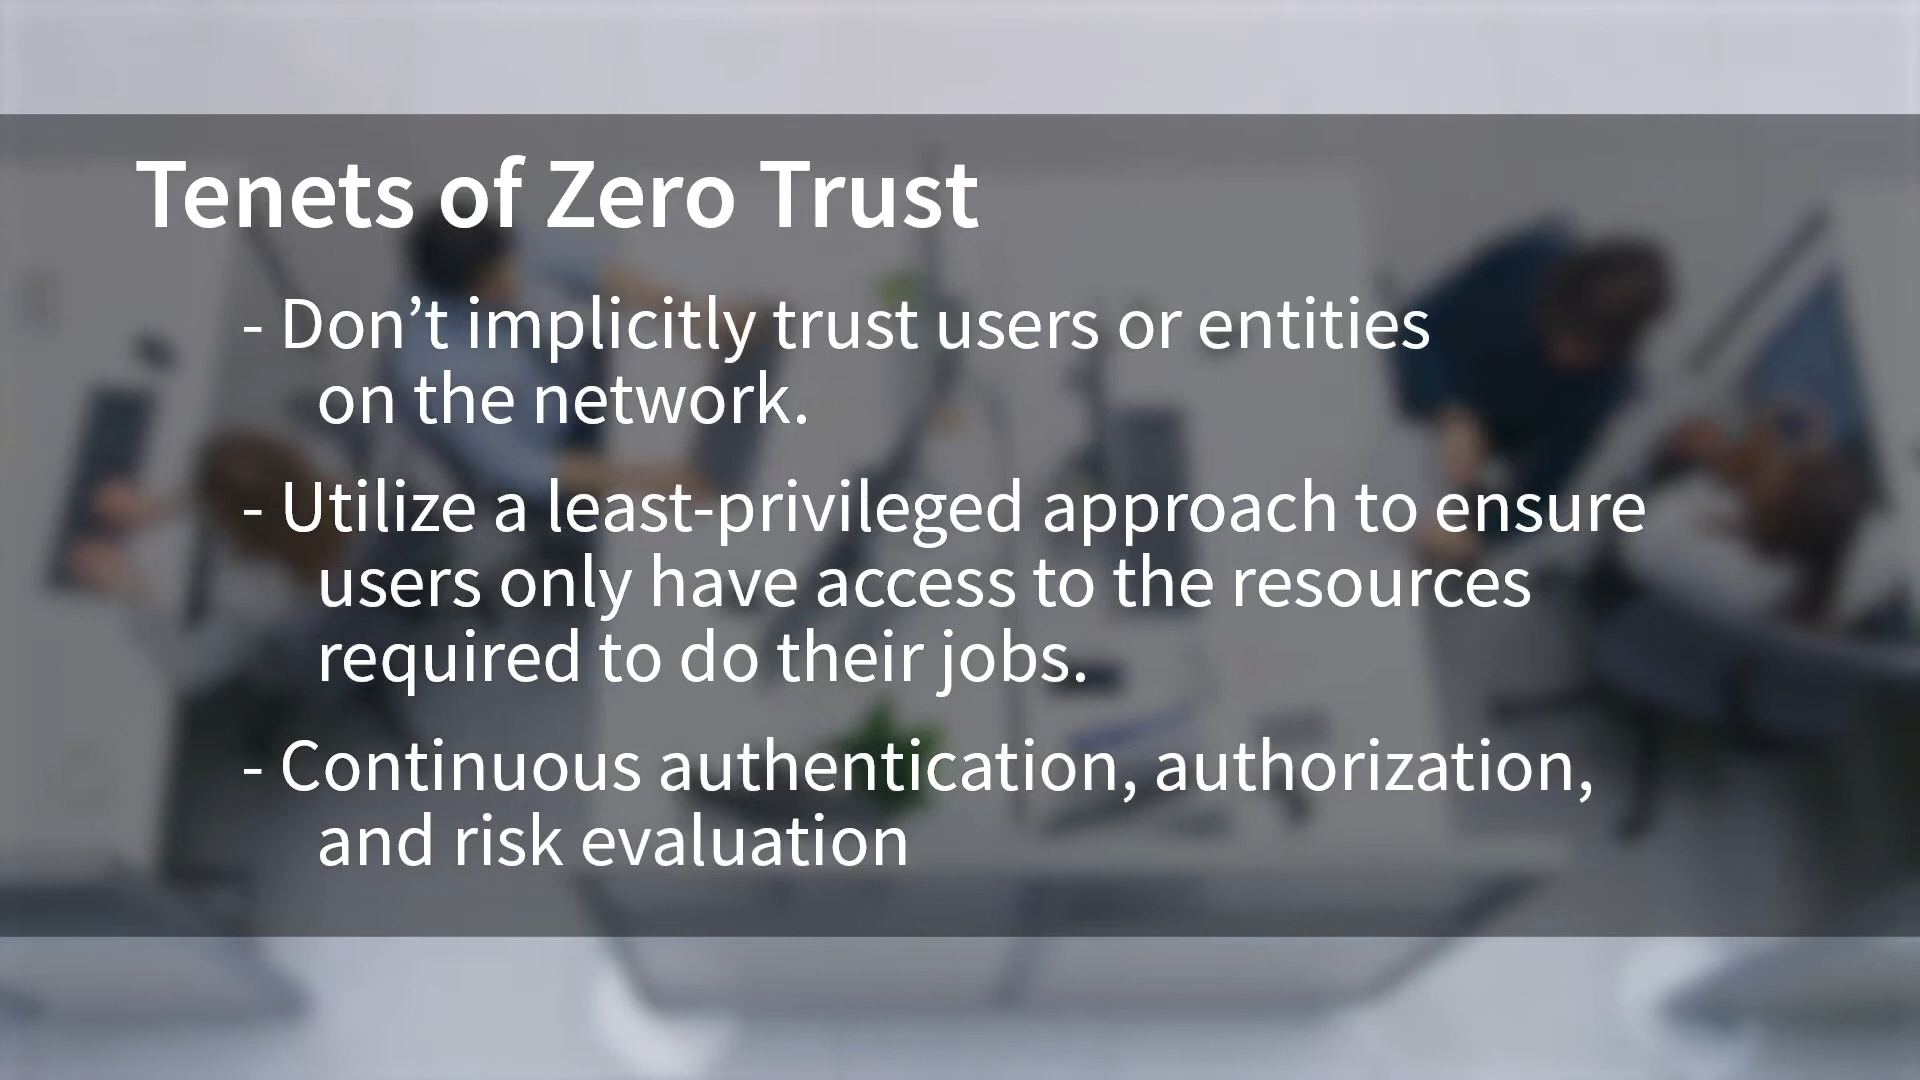 Tenets of Zero Trust
- Don’t implicitly trust users or entities
on the network.
- Utilize a least-privileged approach to ensure
users only have access to the resources
required to do their jobs.
- Continuous authentication, authorization,
and risk evaluation